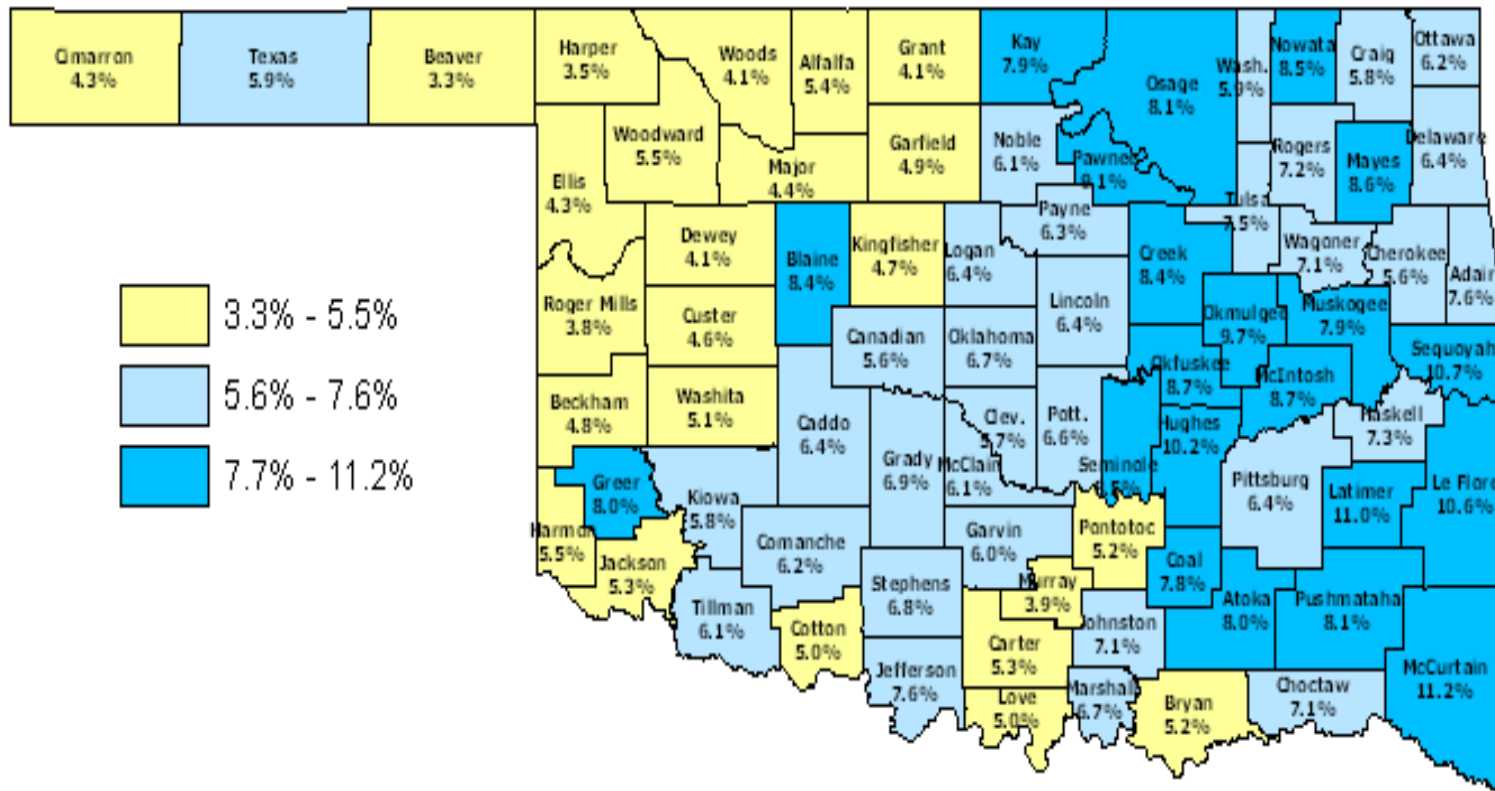 Cimarron
4.3%
Texas
5.9%
Beaver
3.3%
Harper
3.5%
Woods
4.1%
Alfalfa
5.4%
Grant
4.1%
Kay
7.9%
Osage
8.1%
Wash.
5.9%
Nowata
8.5%
Craig
5.8%
Ottawa
6.2%
Woodward
5.5%
Ellis
4.3%
Major
4.4%
Garfield
4.9%
Noble
6.1%
Pawnee
9.1%
Rogers
7.2%
Mayes
8.6%
Delaware
6.4%
Dewey
4.1%
Blaine
8.4%
Kingfisher
4.7%
Logan
6.4%
Payne
6.3%
Creek
8.4%
Tulsa
7.5%
Wagoner
7.1%
Cherokee
5.6%
Adair
7.6%
3.3% - 5.5%
5.6% - 7.6%
7.7% - 11.2%
Roger Mills
3.8%
Custer
4.6%
Canadian
5.6%
Oklahoma
6.7%
Lincoln
6.4%
Okmulgee
9.7%
Muskogee
7.9%
Sequoyah
10.7%
Beckham
4.8%
Washita
5.1%
Caddo
6.4%
Grady
6.9%
Clev.
5.7%
McClain
6.1%
Pott.
6.6%
Seminole
Okfuskee
8.7%
McIntosh
8.7%
Hughes
10.2%
Haskell
7.3%
Greer
8.0%
Kiowa
5.8%
Pittsburg
6.4%
Latimer
11.0%
Le Flore
10.6%
Harmon
5.5%
Jackson
5.3%
Comanche
6.2%
Garvin
6.0%
Pontotoc
5.2%
Coal
7.8%
Tillman
6.1%
Cotton
5.0%
Stephens
6.8%
Murray
3.9%
Carter
5.3%
Johnston
7.1%
Atoka
8.0%
Pushmataha
8.1%
McCurtain
11.2%
Jefferson
7.6%
Love
5.0%
Marshall
6.7%
Bryan
5.2%
Choctaw
7.1%